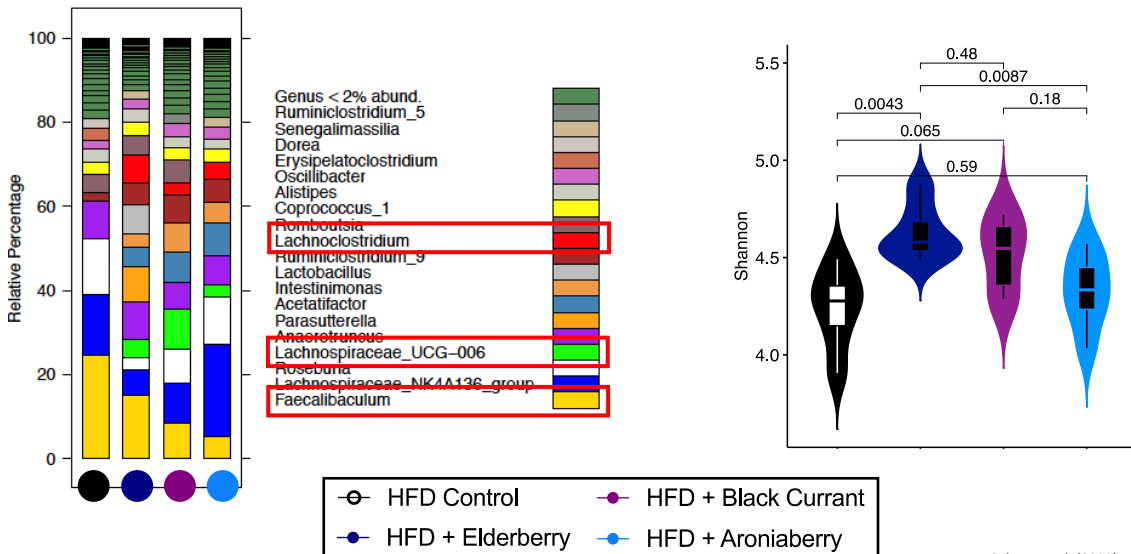 Relative Percentage
100
80
60
40
20
0
Genus < 2% abund.
Ruminiclostridium_5
Senegalimassilia
Dorea
Erysipelatoclostridium
Oscillibacter
Alistipes
Coprococcus_1
Romboutsia
Lachnoclostridium
Ruminiclostridium_9
Lactobacillus
Intestinimonas
Acetatifactor
Parasutterella
Anaerotruncus
Lachnospiraceae_UCG-006
Roseburia
Lachnospiraceae_NK4A136_group
Faecalibaculum
Shannon
5.5
5.0
4.5
4.0
0.48
0.0087
0.0043
0.18
0.065
0.59
HFD Control
HFD + Black Currant
HFD + Elderberry
HFD + Aroniaberry